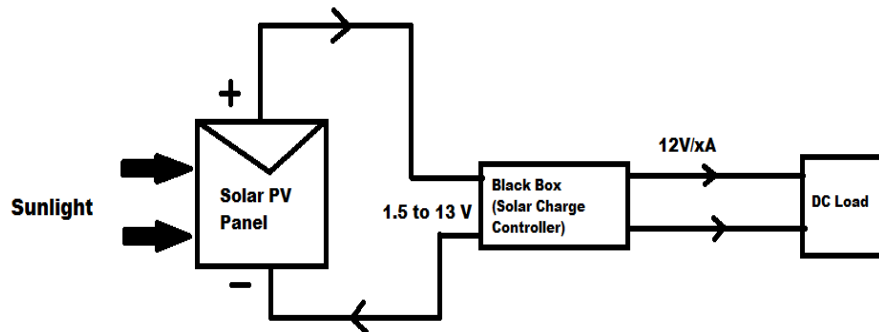 +
Sunlight
Solar PV
Panel
−
1.5 to 13 V
Black Box
(Solar Charge
Controller)
12V/xA
DC Load